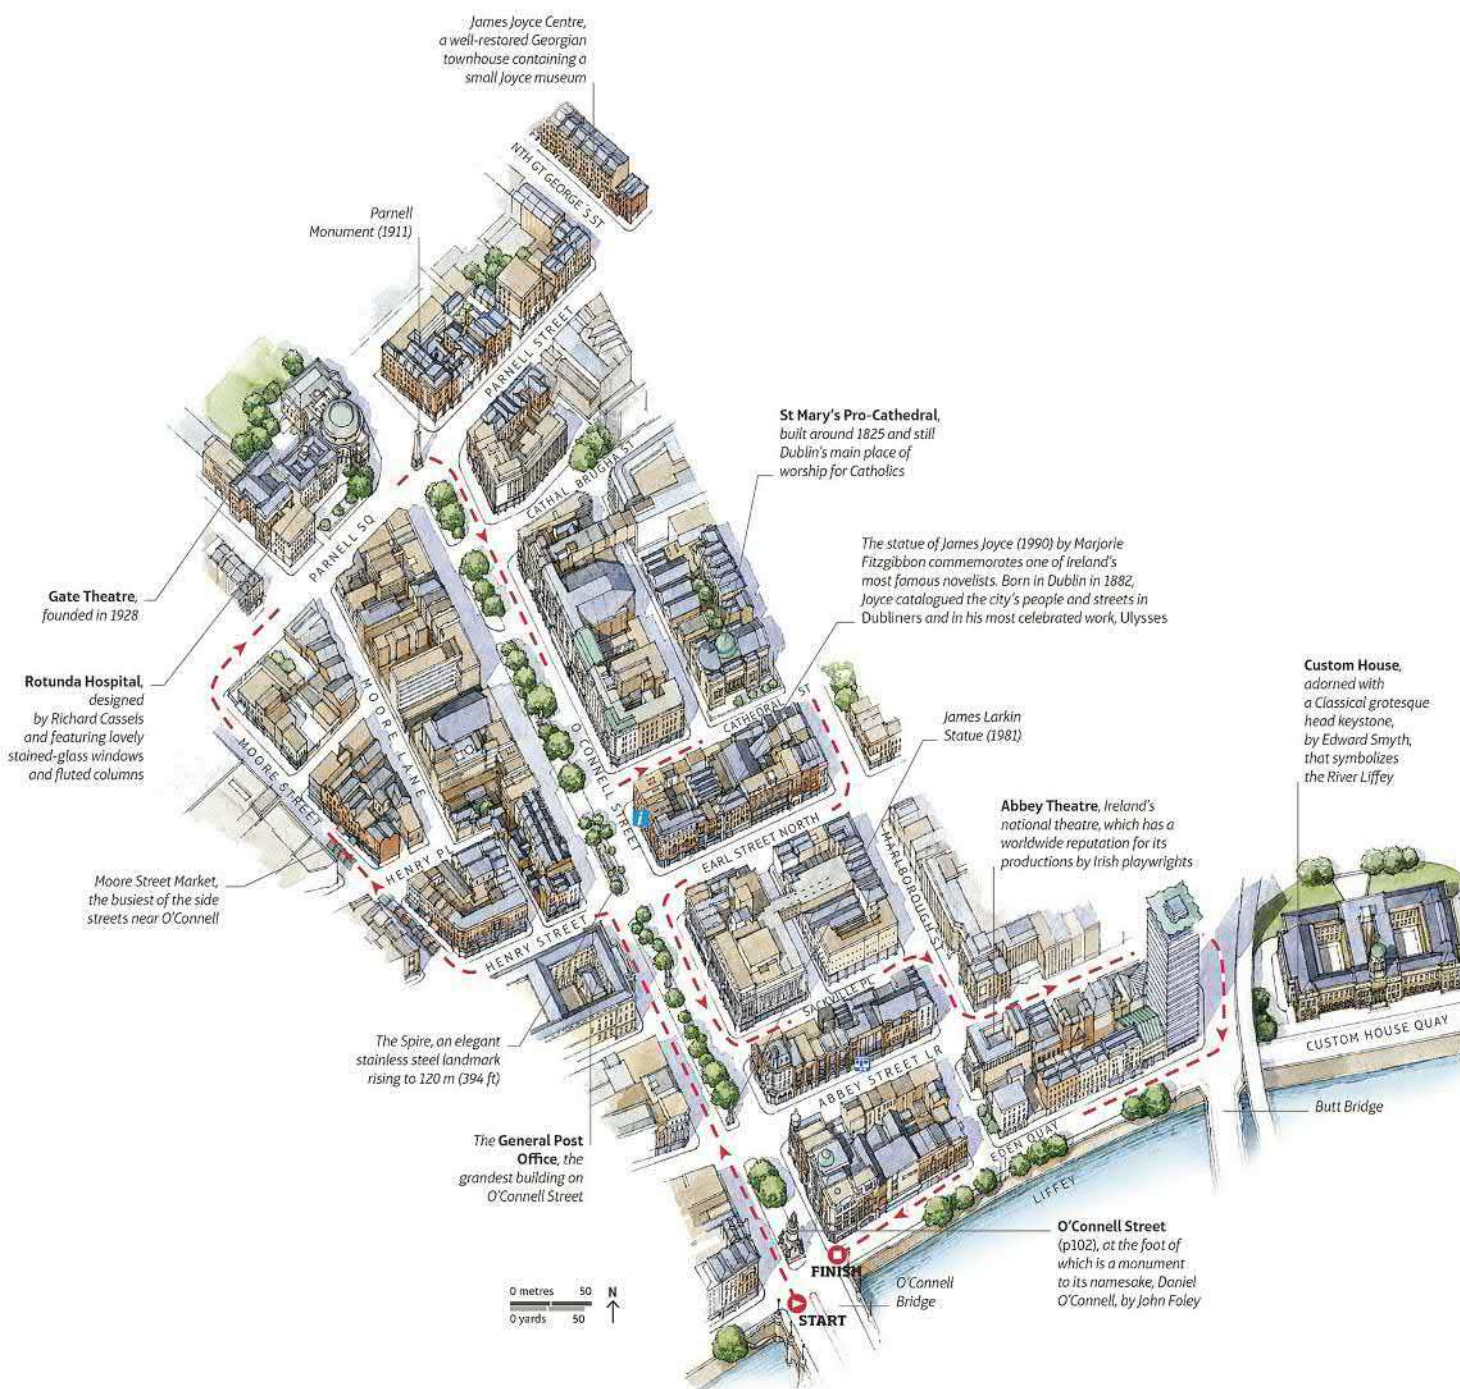 James Joyce Centre,
a well-restored Georgian
townhouse containing a
small Joyce museum
NTH GT GEORGE'S ST
Parnell
Monument (1911)
PARNELL STREET
St Mary's Pro-Cathedral,
built around 1825 and still
Dublin's main place of
worship for Catholics
CATHAL BRUGHA ST
PARNELL SQ
The statue of James Joyce (1990) by Marjorie
Fitzgibbon commemorates one of Ireland's
most famous novelists. Born in Dublin in 1882,
Joyce catalogued the city's people and streets in
Dubliners and in his most celebrated work, Ulysses
Gate Theatre,
founded in 1928
Rotunda Hospital,
designed
by Richard Cassels
and featuring lovely
stained-glass windows
and fluted columns
MOORE LANE
MOORE STREET
O'CONNELL STREET
CATHEDRAL ST
James Larkin
Statue (1981)
Custom House,
adorned with
a Classical grotesque
head keystone,
by Edward Smyth,
that symbolizes
the River Liffey
i
EARL STREET NORTH
MARLBOROUGH ST
Abbey Theatre, Ireland's
national theatre, which has a
worldwide reputation for its
productions by Irish playwrights
HENRY PL
Moore Street Market,
the busiest of the side
streets near O'Connell
HENRY STREET
SACKVILLE PL
The Spire, an elegant
stainless steel landmark
rising to 120 m (394 ft)
ABBEY STREET LR
CUSTOM HOUSE QUAY
Butt Bridge
The General Post
Office, the
grandest building on
O'Connell Street
EDEN QUAY
LIFFEY
O'Connell Street
(p102), at the foot of
which is a monument
to its namesake, Daniel
O'Connell, by John Foley
FINISH
O'Connell
Bridge
START
0 metres 50
0 yards 50
N